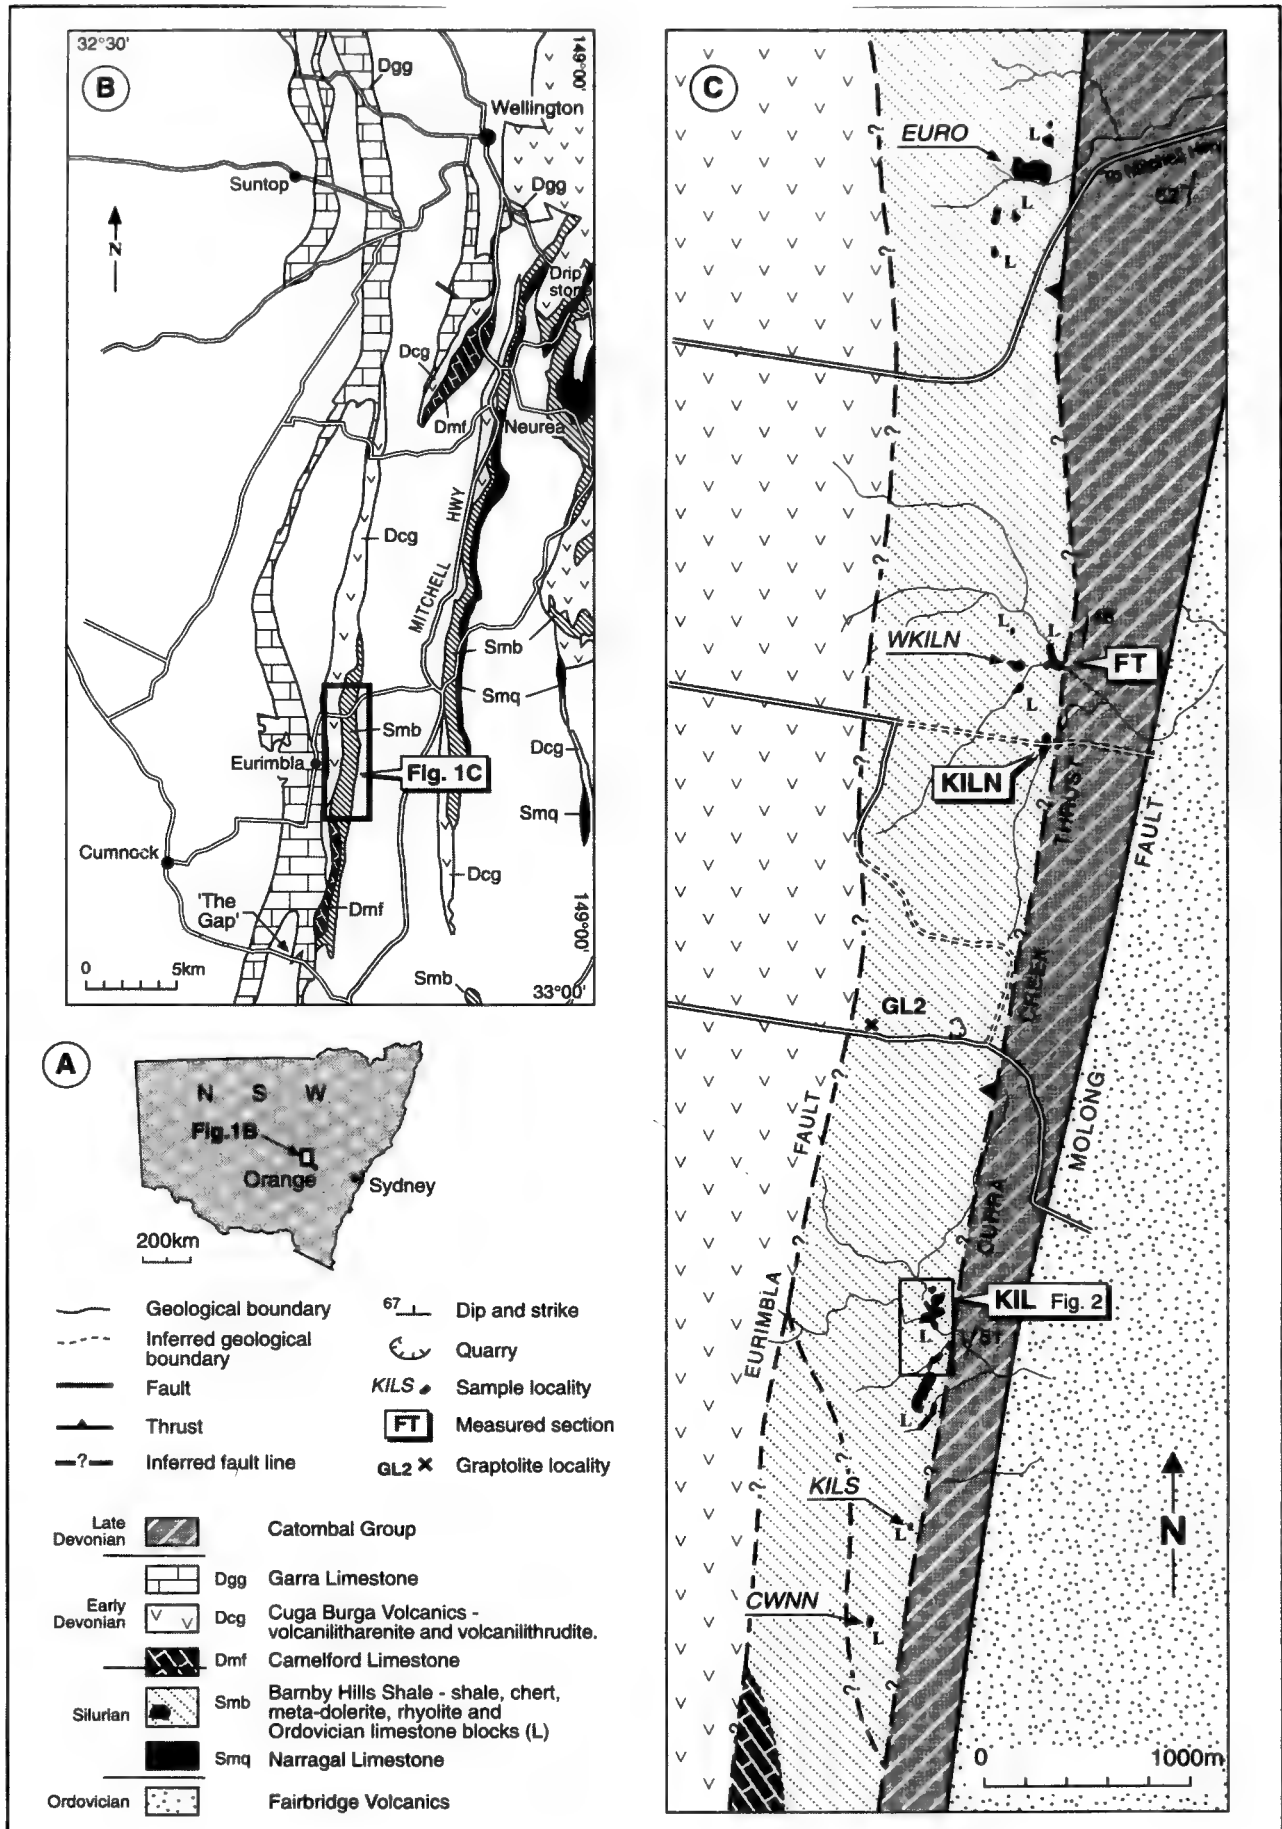 32°30'
149°00'
B
Dgg
Wellington
Suntop
Dgg
N
Drip
stone
Dcg
Dmf
Neurea
HWY
MITCHELL
Dcg
Smb
Smq
Smb
Eurimbla
Fig. 1C
Dcg
Smq
Cumnock
Dcg
'The
Gap'
Dmf
149°00'
0 5km
Smb
33°00'
A
N S W
Fig.1B
Orange
Sydney
200km
Geological boundary
Inferred geological
boundary
Fault
Thrust
?
Inferred fault line
67
Dip and strike
Quarry
KILS
Sample locality
FT
Measured section
GL2
Graptolite locality
Late
Devonian
Catombal Group
Dgg Garra Limestone
Early
Devonian
Dcg Cuga Burga Volcanics -
volcanilitharenite and volcanilithrudite.
Dmf Camelford Limestone
Silurian
Smb Barnby Hills Shale - shale, chert,
meta-dolerite, rhyolite and
Ordovician limestone blocks (L)
Smq Narragal Limestone
Ordovician
Fairbridge Volcanics
C
EURO
L
To Mitchell Hwy
L
L
WKILN
L
L
FT
L
KILN
THRUST
FAULT
CREEK
GL2
MOLONG
FAULT
CURRA
EURIMBLA
KIL Fig. 2
L
L
KILS
L
CWNN
L
N
0 1000m